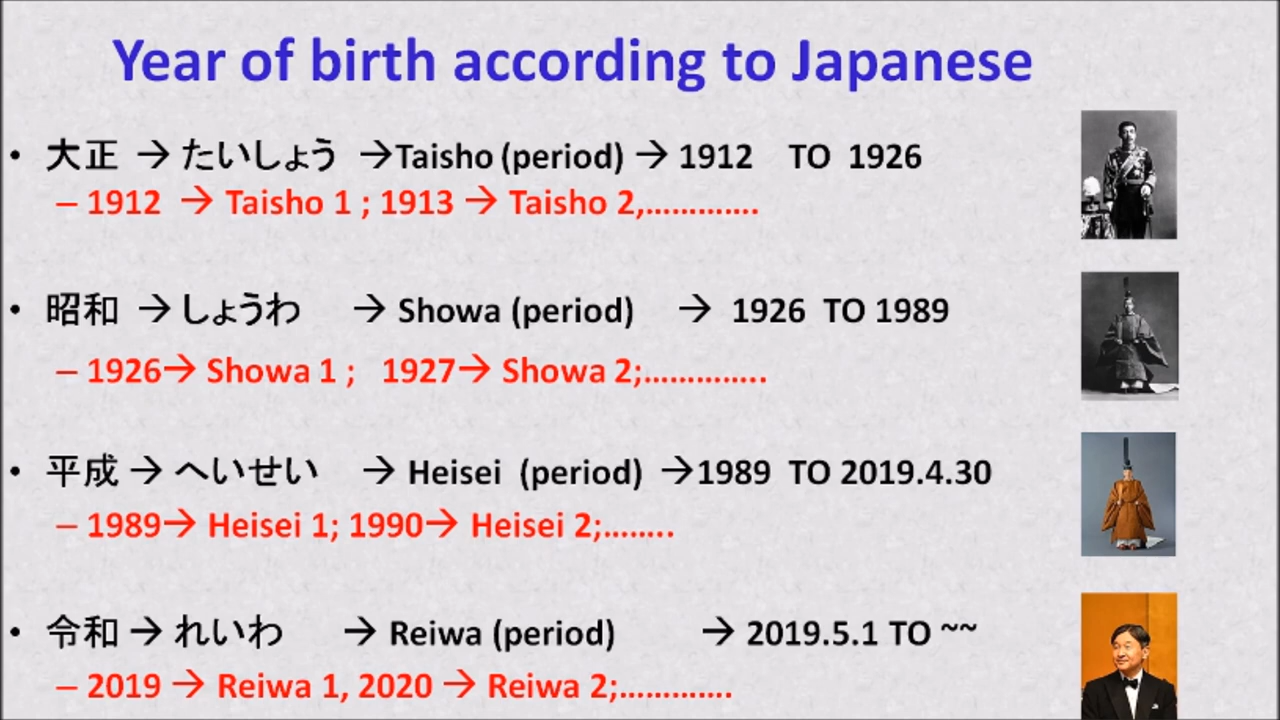 Year of birth according to Japanese
• 大正 → たいしょう →Taisho (period) → 1912 TO 1926
– 1912 → Taisho 1 ; 1913 → Taisho 2,.............
• 昭和 → しょうわ → Showa (period) → 1926 TO 1989
– 1926→ Showa 1 ; 1927→ Showa 2;..............
• 平成 → へいせい → Heisei (period) →1989 TO 2019.4.30
– 1989→ Heisei 1; 1990→ Heisei 2;........
• 令和 → れいわ → Reiwa (period) → 2019.5.1 TO ~~
– 2019 → Reiwa 1, 2020 → Reiwa 2;.............